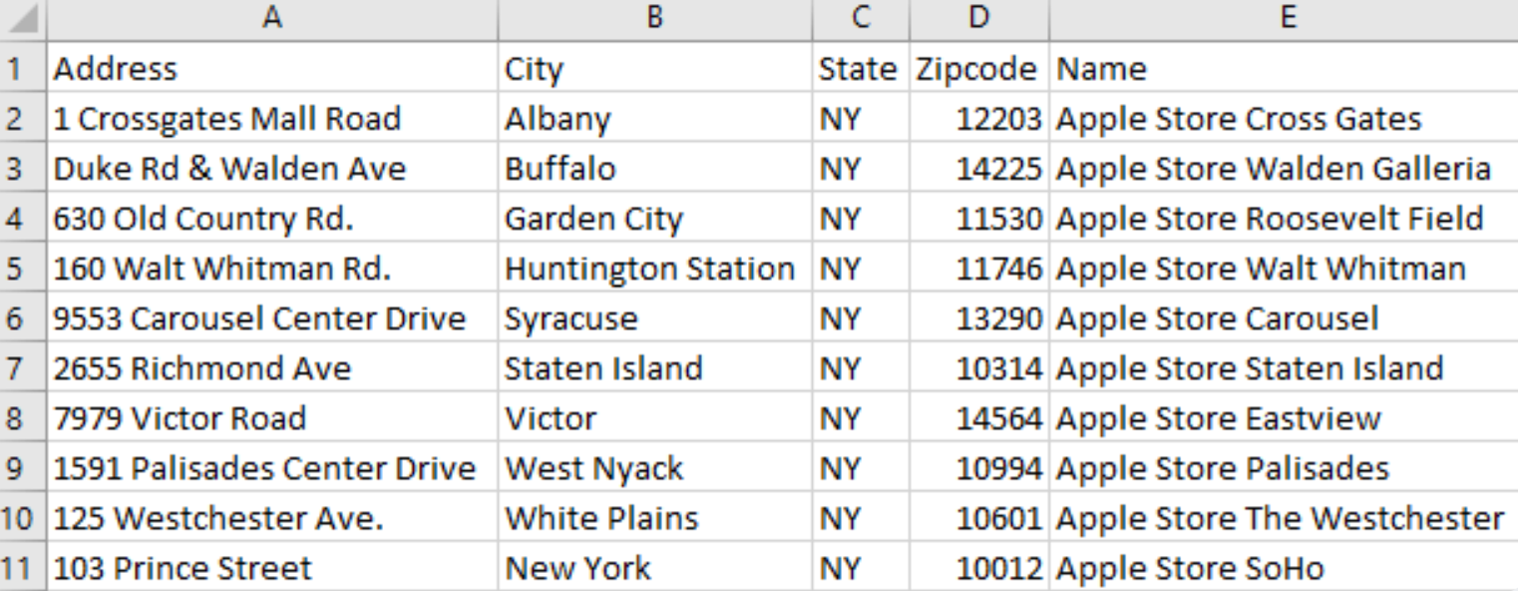 A B C D E
1 Address City State Zipcode Name
2 1 Crossgates Mall Road Albany NY 12203 Apple Store Cross Gates
3 Duke Rd & Walden Ave Buffalo NY 14225 Apple Store Walden Galleria
4 630 Old Country Rd. Garden City NY 11530 Apple Store Roosevelt Field
5 160 Walt Whitman Rd. Huntington Station NY 11746 Apple Store Walt Whitman
6 9553 Carousel Center Drive Syracuse NY 13290 Apple Store Carousel
7 2655 Richmond Ave Staten Island NY 10314 Apple Store Staten Island
8 7979 Victor Road Victor NY 14564 Apple Store Eastview
9 1591 Palisades Center Drive West Nyack NY 10994 Apple Store Palisades
10 125 Westchester Ave. White Plains NY 10601 Apple Store The Westchester
11 103 Prince Street New York NY 10012 Apple Store SoHo